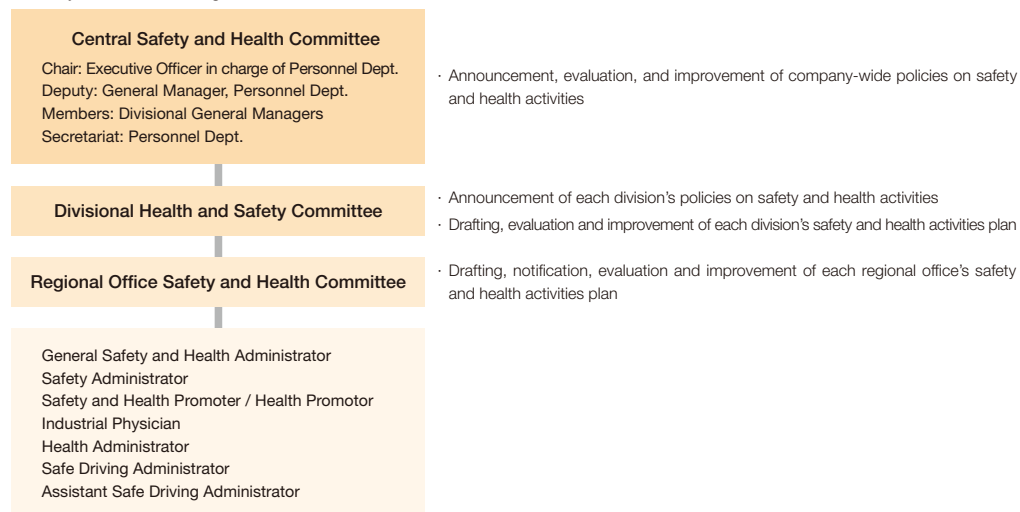 Central Safety and Health Committee
Chair: Executive Officer in charge of Personnel Dept.
Deputy: General Manager, Personnel Dept.
Members: Divisional General Managers
Secretariat: Personnel Dept.
· Announcement, evaluation, and improvement of company-wide policies on safety
and health activities
Divisional Health and Safety Committee
· Announcement of each division's policies on safety and health activities
· Drafting, evaluation and improvement of each division's safety and health activities plan
Regional Office Safety and Health Committee
· Drafting, notification, evaluation and improvement of each regional office's safety
and health activities plan
General Safety and Health Administrator
Safety Administrator
Safety and Health Promoter / Health Promotor
Industrial Physician
Health Administrator
Safe Driving Administrator
Assistant Safe Driving Administrator